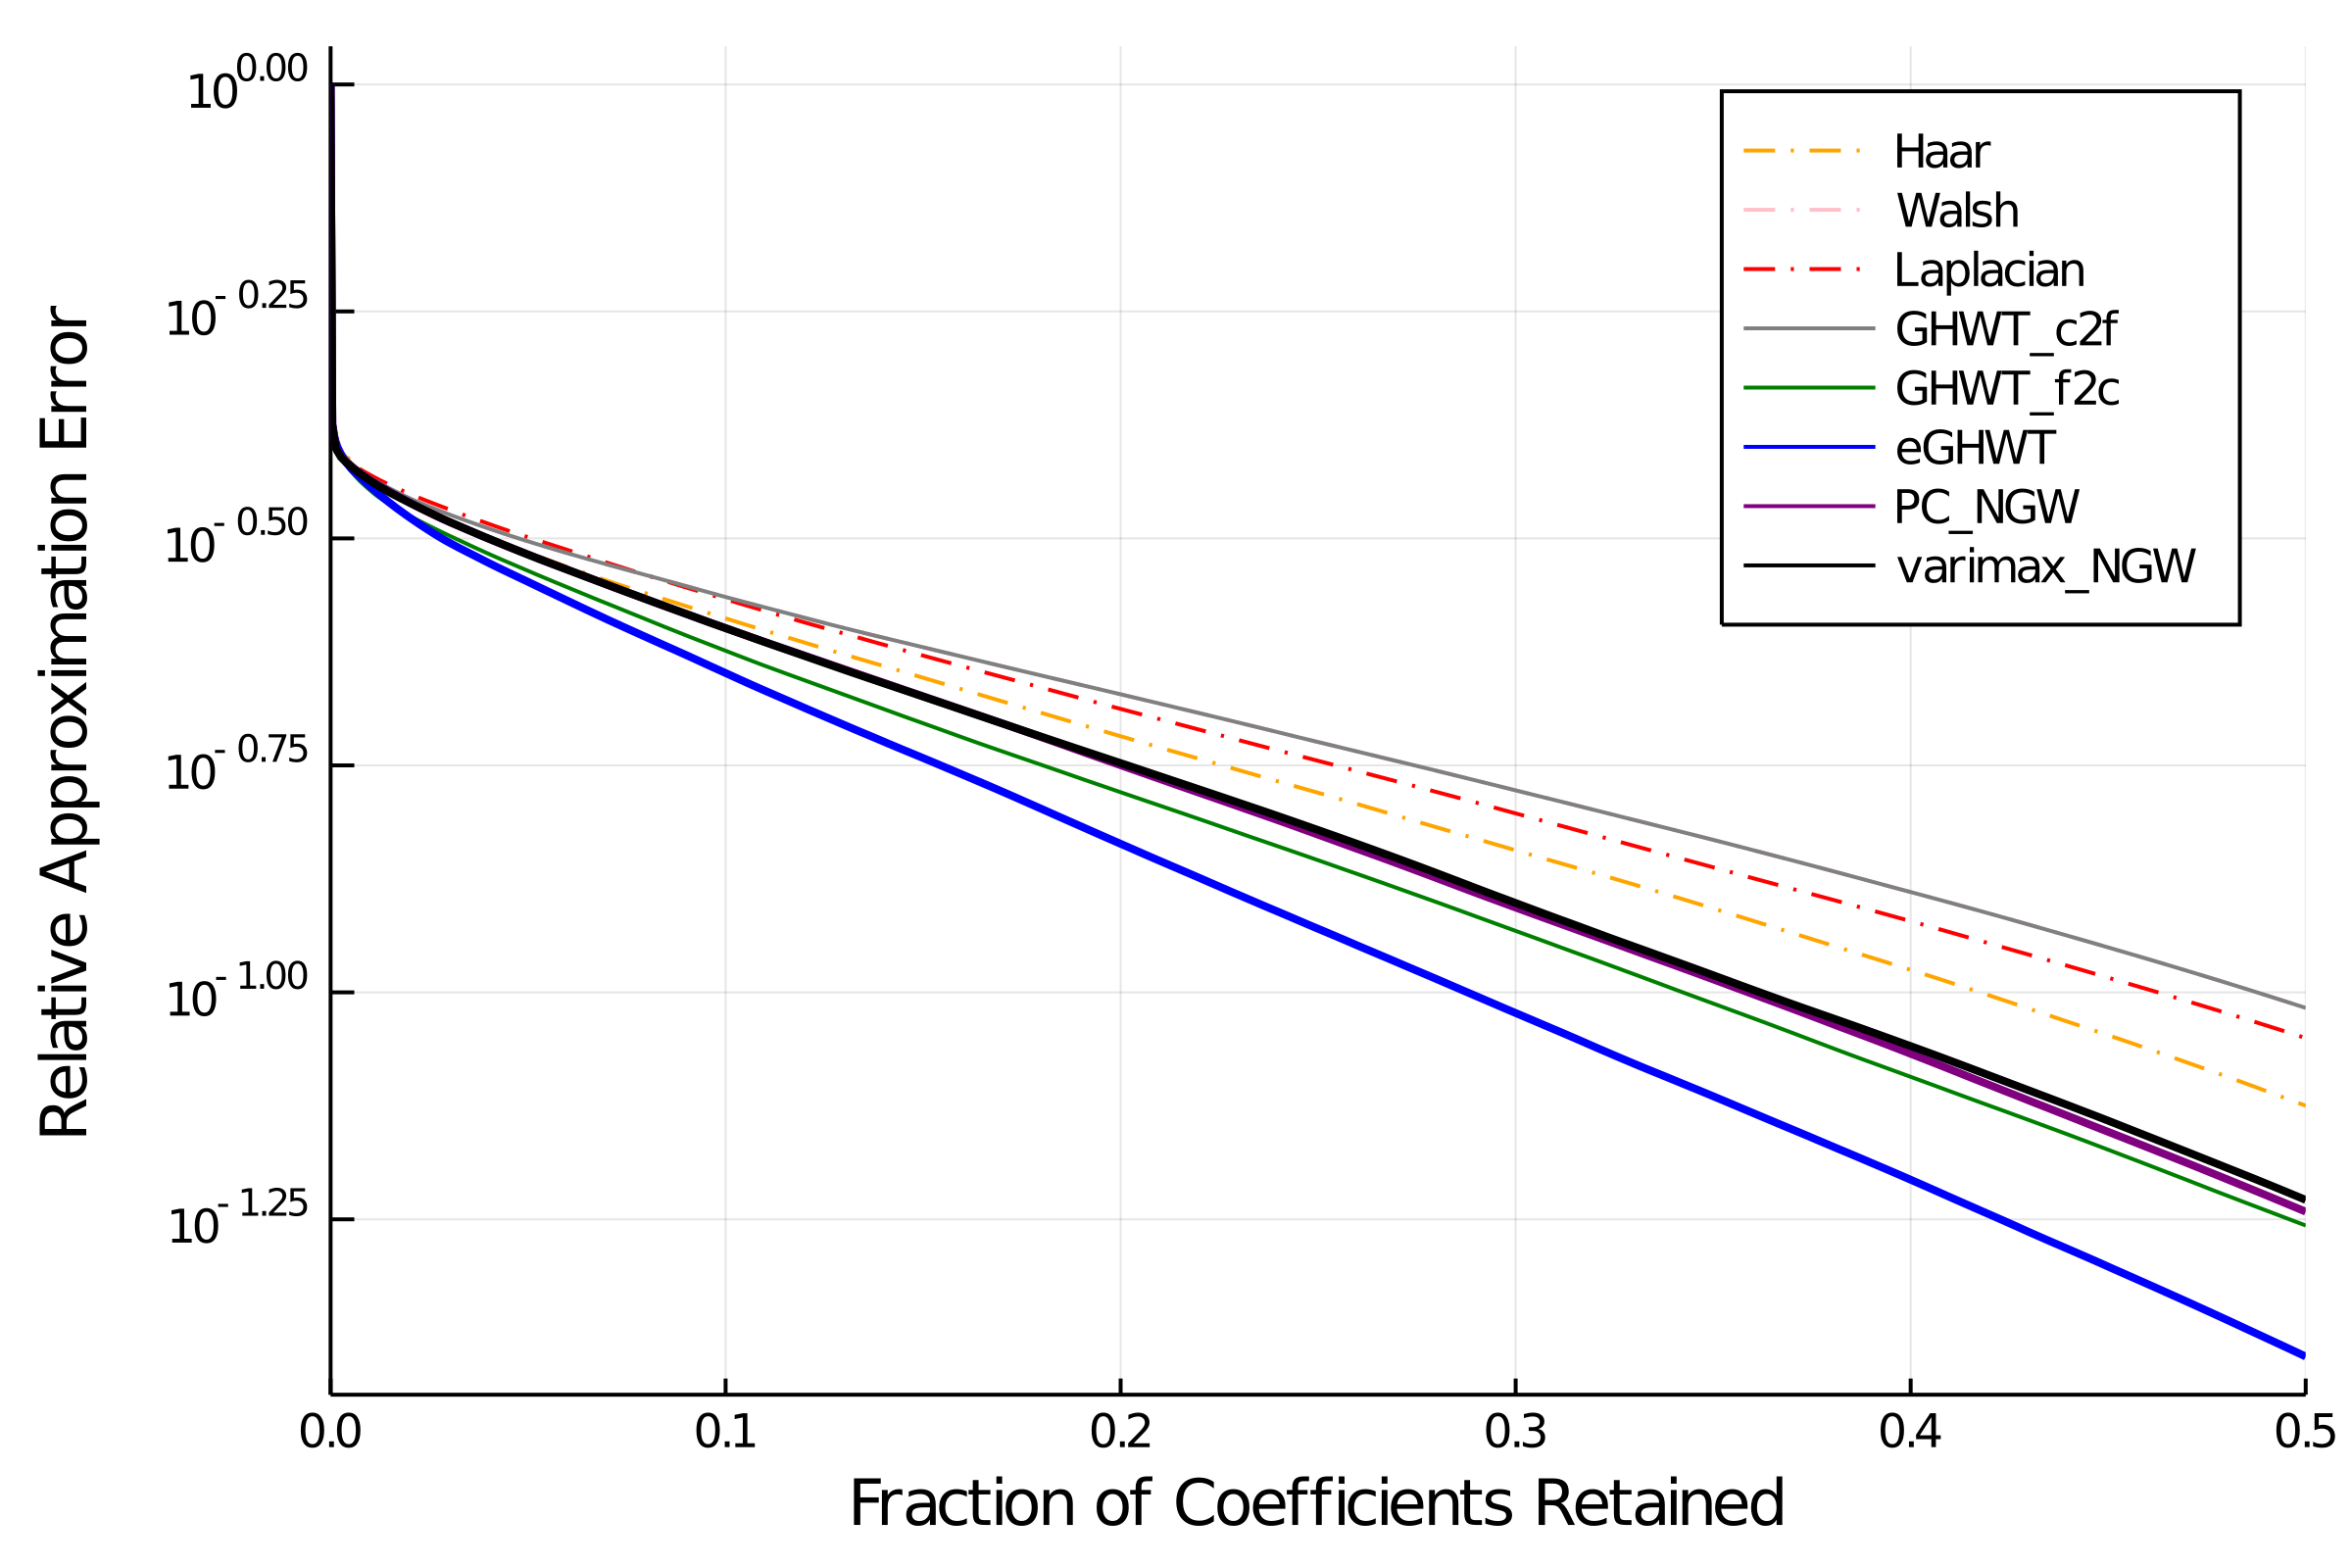 Relative Approximation Error
10^0.00
10^-0.25
10^-0.50
10^-0.75
10^-1.00
10^-1.25
Haar
Walsh
Laplacian
GHWT_c2f
GHWT_f2c
eGHWT
PC_NGW
varimax_NGW
0.0 0.1 0.2 0.3 0.4 0.5
Fraction of Coefficients Retained